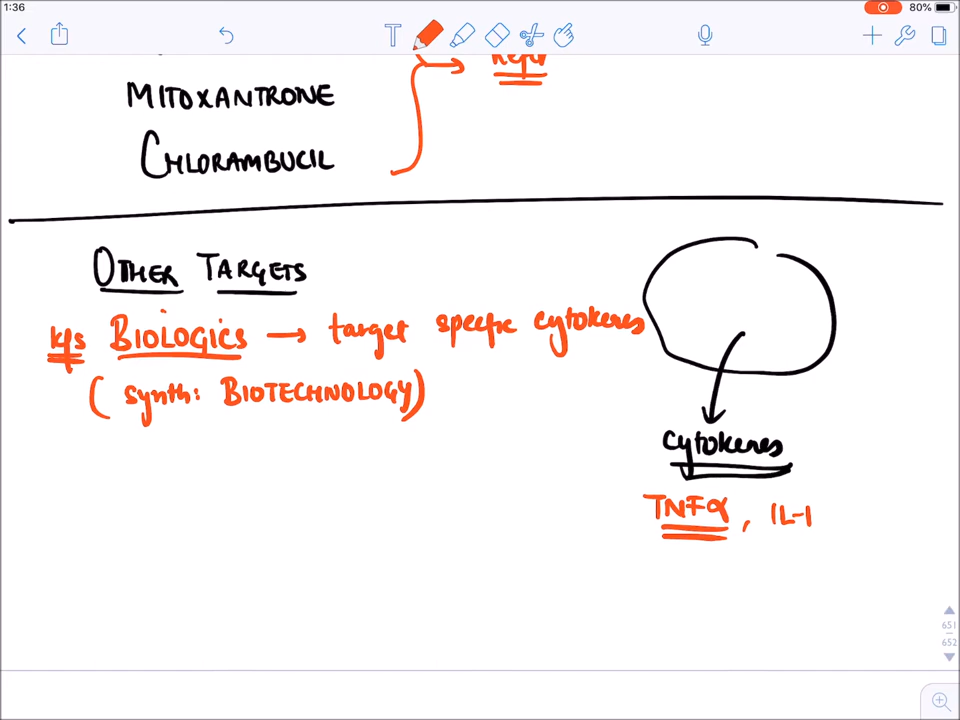 1:36
80%
T
Refer
MITOXANTRONE
CHLORAMBUCIL
OTHER TARGETS
k/s BIOLOGICS → target specific cytokines
(synth: BIOTECHNOLOGY)
cytokines
TNFα, IL-1
651
652